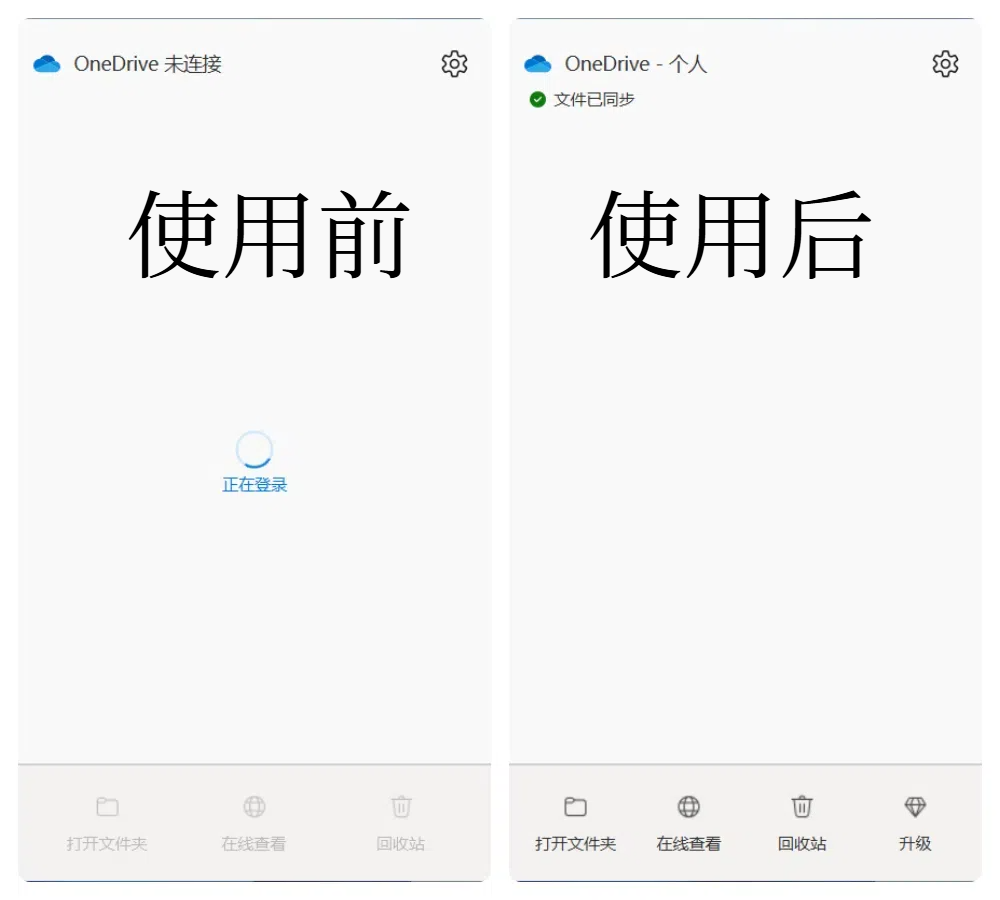 OneDrive 未连接
使用前
正在登录
打开文件夹 在线查看 回收站
OneDrive - 个人
文件已同步
使用后
打开文件夹 在线查看 回收站 升级